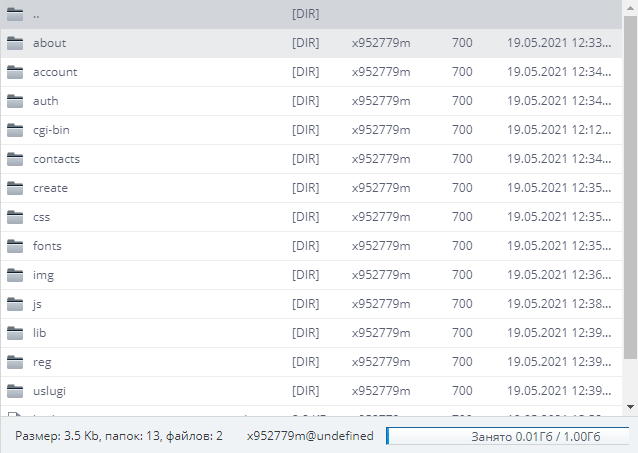 .. [DIR]
about [DIR] x952779m 700 19.05.2021 12:33...
account [DIR] x952779m 700 19.05.2021 12:34...
auth [DIR] x952779m 700 19.05.2021 12:34...
cgi-bin [DIR] x952779m 700 19.05.2021 12:12...
contacts [DIR] x952779m 700 19.05.2021 12:34...
create [DIR] x952779m 700 19.05.2021 12:35...
css [DIR] x952779m 700 19.05.2021 12:35...
fonts [DIR] x952779m 700 19.05.2021 12:35...
img [DIR] x952779m 700 19.05.2021 12:36...
js [DIR] x952779m 700 19.05.2021 12:38...
lib [DIR] x952779m 700 19.05.2021 12:39...
reg [DIR] x952779m 700 19.05.2021 12:39...
uslugi [DIR] x952779m 700 19.05.2021 12:39...
Размер: 3.5 Kb, папок: 13, файлов: 2 x952779m@undefined Занято 0.01Гб / 1.00Гб